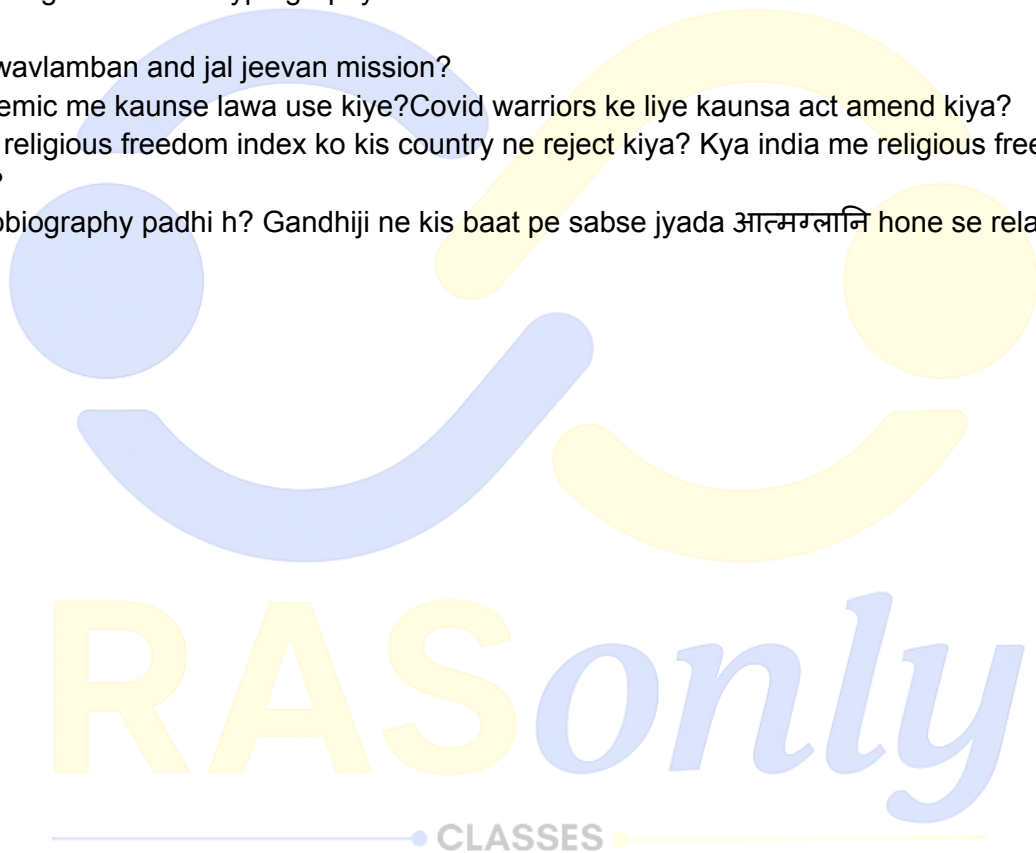 wavlamban and jal jeevan mission?
emic me kaunse lawa use kiye?Covid warriors ke liye kaunsa act amend kiya?
religious freedom index ko kis country ne reject kiya? Kya india me religious free
?
obiography padhi h? Gandhiji ne kis baat pe sabse jyada आत्मग्लानि hone se rela
RASonly
CLASSES